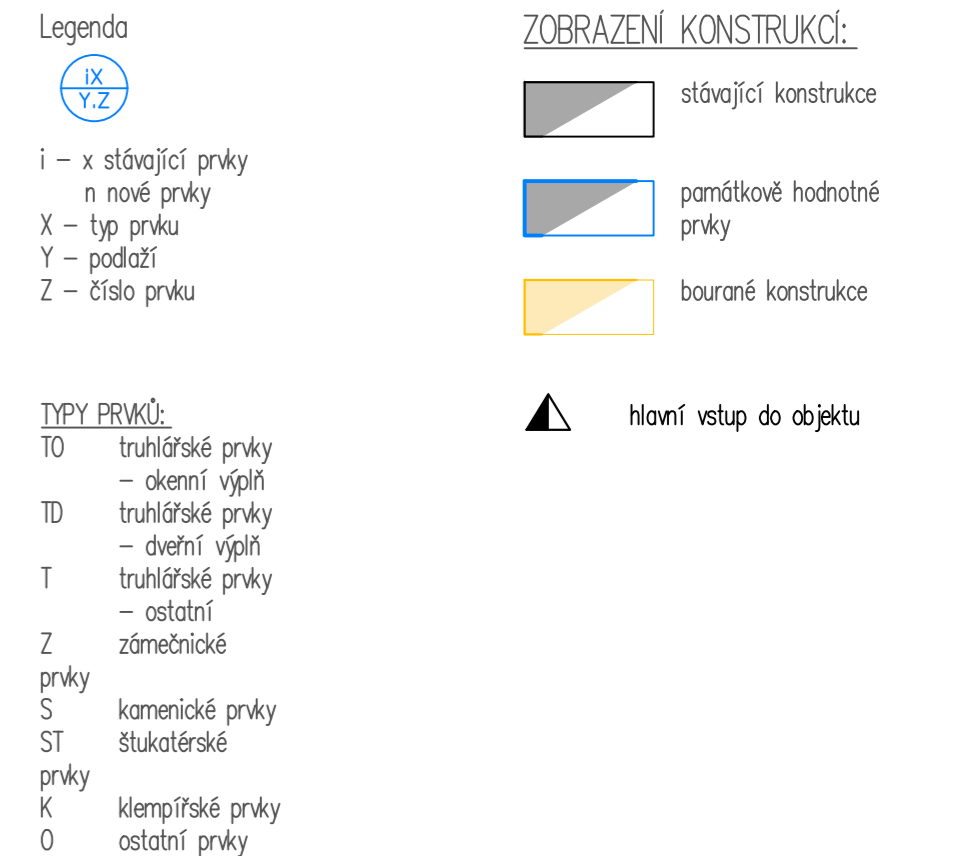 Legenda
iX
Y.Z
i – x stávající prvky
n nové prvky
X – typ prvku
Y – podlaží
Z – číslo prvku
TYPY PRVKŮ:
TO truhlářské prvky
– okenní výplň
TD truhlářské prvky
– dveřní výplň
T truhlářské prvky
– ostatní
Z zámečnické
prvky
S kamenické prvky
ST štukatérské
prvky
K klempířské prvky
O ostatní prvky
ZOBRAZENÍ KONSTRUKCÍ:
stávající konstrukce
památkově hodnotné
prvky
bourané konstrukce
hlavní vstup do objektu